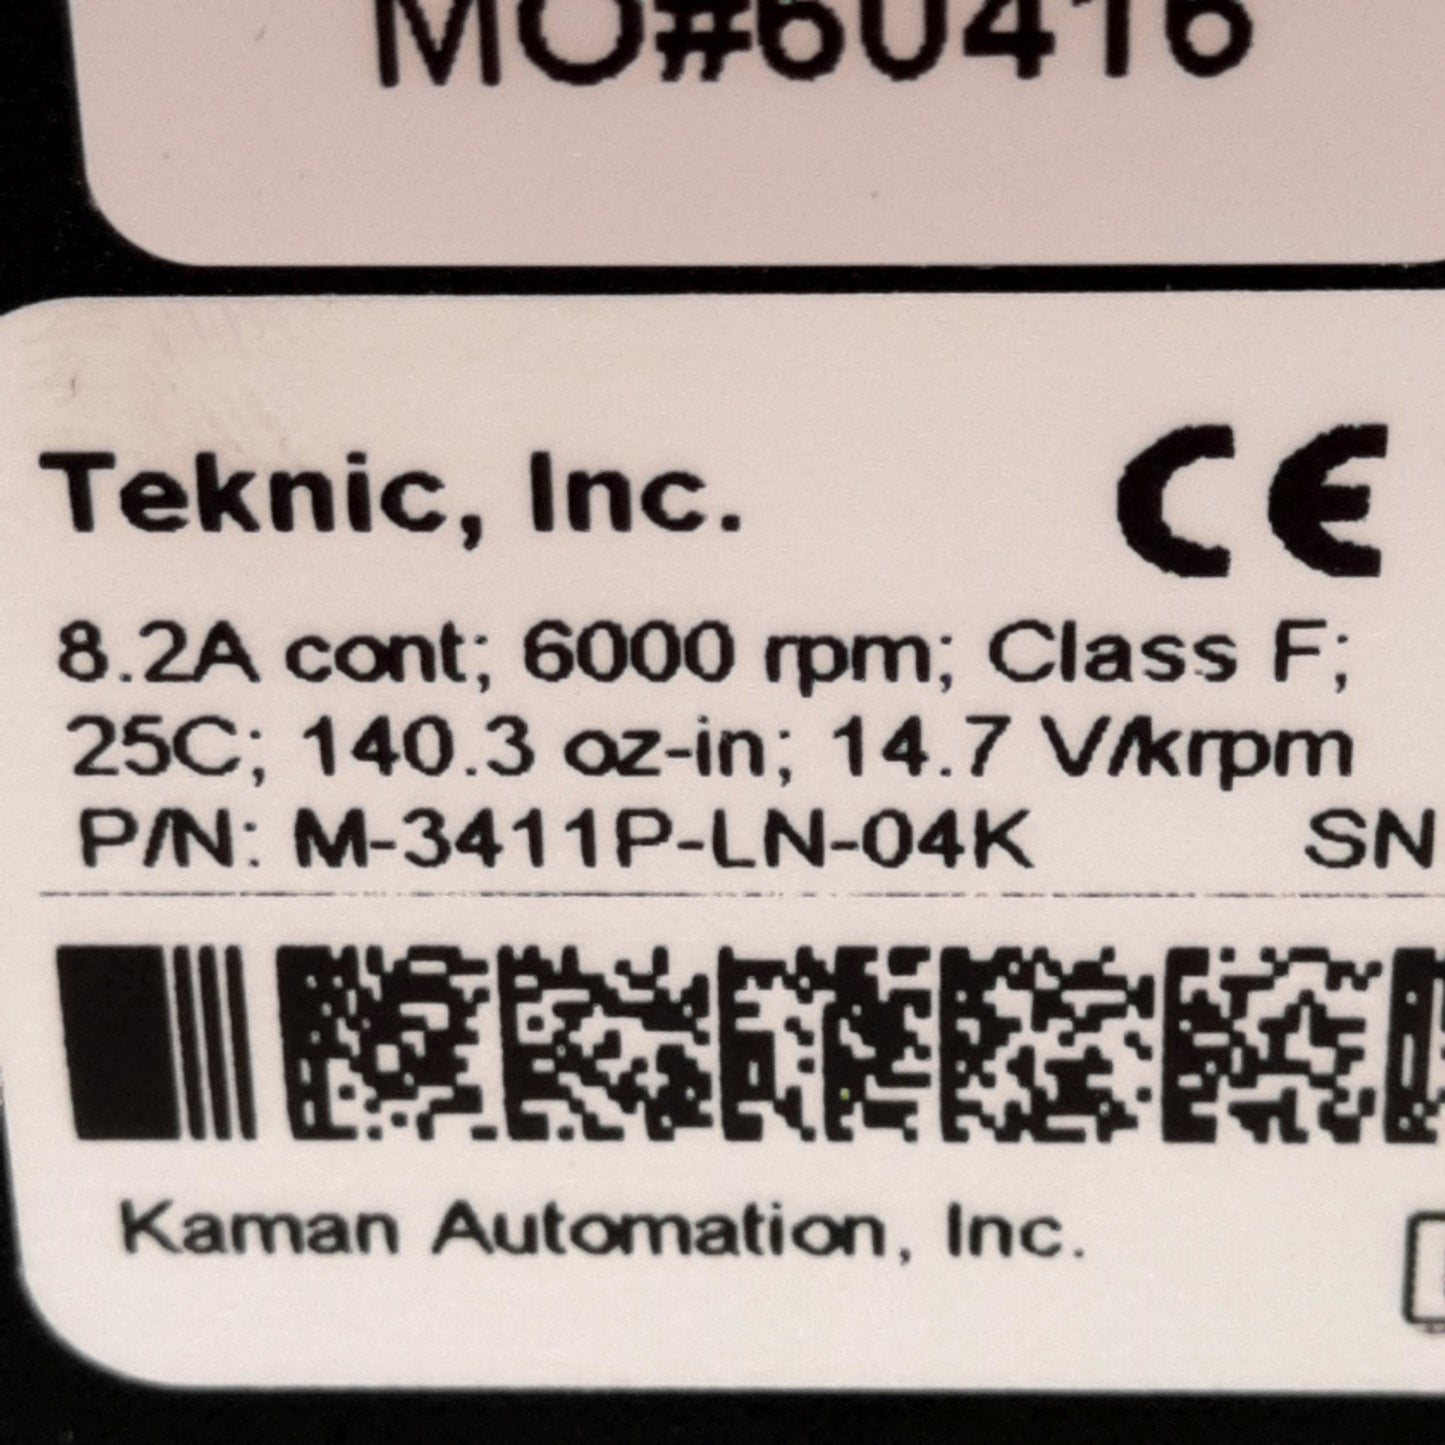 MO#60416
Teknic, Inc. CE
8.2A cont; 6000 rpm; Class F;
25C; 140.3 oz-in; 14.7 V/krpm
P/N: M-3411P-LN-04K SN
Kaman Automation, Inc.